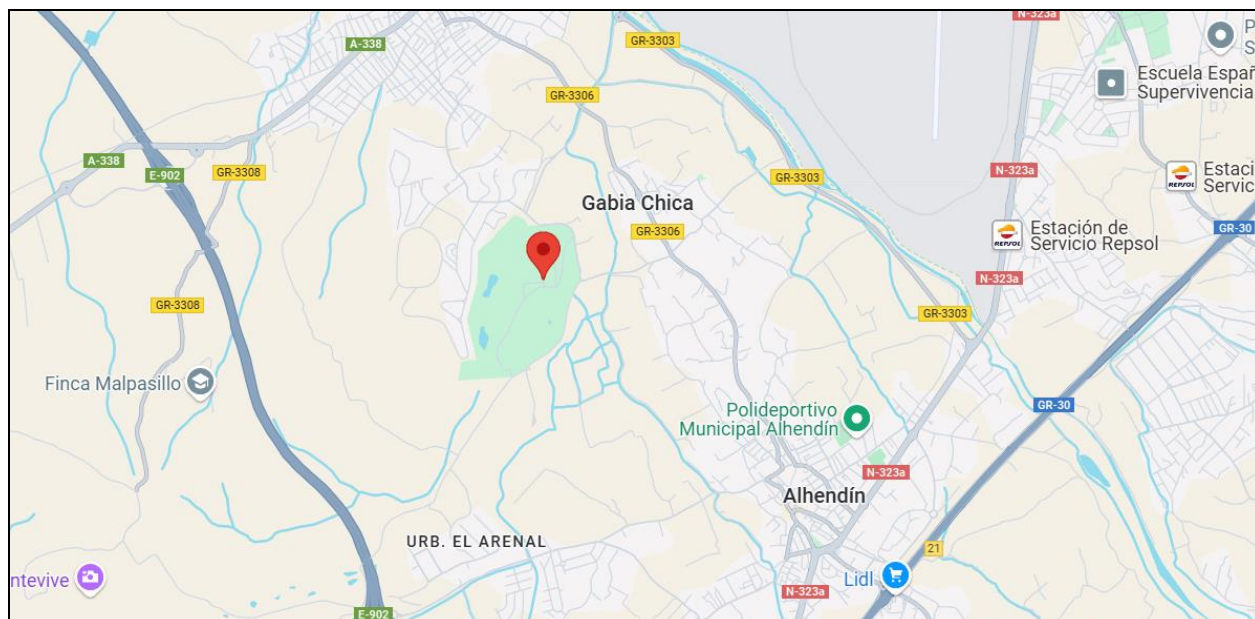 N-323a
A-338
GR-3303
P
S
Escuela Españ
Supervivencia
GR-3306
A-338
E-902
GR-3308
GR-3303
N-323a
REPSOL
Estaci
Servic
Gabia Chica
GR-3306
REPSOL
Estación de
Servicio Repsol
GR-30
N-323a
GR-3308
GR-3303
Finca Malpasillo
Polideportivo
Municipal Alhendín
GR-30
N-323a
Alhendín
URB. EL ARENAL
21
ntevive
Lidl
N-323a
E-902